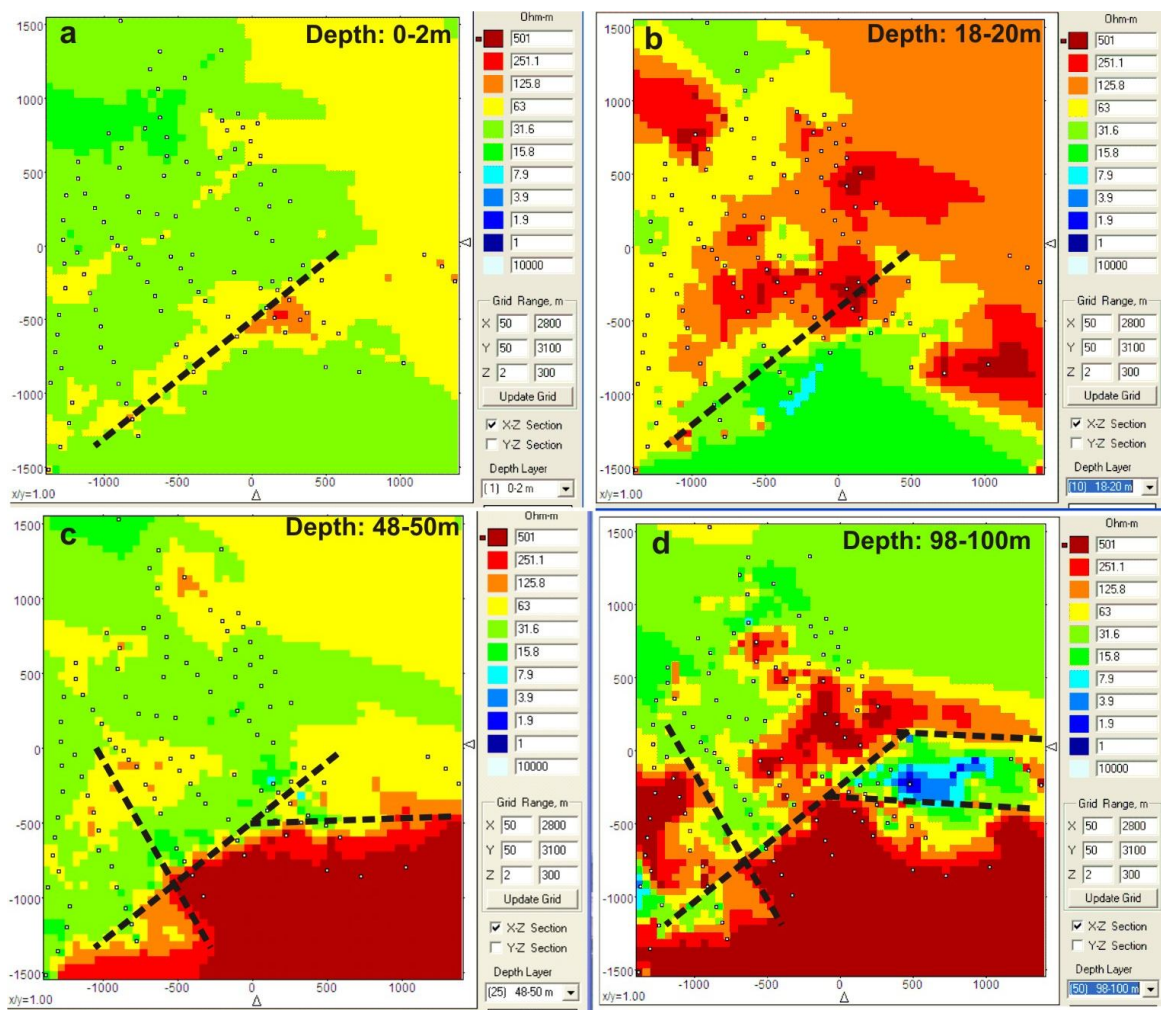 a
Depth: 0-2m
1500
1000
500
0
-500
-1000
-1500
-1000
-500
0
500
1000
x/y=1.00
Ohm-m
501
251.1
125.8
63
31.6
15.8
7.9
3.9
1.9
1
10000
Grid Range, m
X 50 2800
Y 50 3100
Z 2 300
Update Grid
X-Z Section
Y-Z Section
Depth Layer
(1) 0-2 m
b
Depth: 18-20m
1500
1000
500
0
-500
-1000
-1500
-1000
-500
0
500
1000
x/y=1.00
Ohm-m
501
251.1
125.8
63
31.6
15.8
7.9
3.9
1.9
1
10000
Grid Range, m
X 50 2800
Y 50 3100
Z 2 300
Update Grid
X-Z Section
Y-Z Section
Depth Layer
(10) 18-20 m
c
Depth: 48-50m
1500
1000
500
0
-500
-1000
-1500
-1000
-500
0
500
1000
x/y=1.00
Ohm-m
501
251.1
125.8
63
31.6
15.8
7.9
3.9
1.9
1
10000
Grid Range, m
X 50 2800
Y 50 3100
Z 2 300
Update Grid
X-Z Section
Y-Z Section
Depth Layer
(25) 48-50 m
d
Depth: 98-100m
1500
1000
500
0
-500
-1000
-1500
-1000
-500
0
500
1000
x/y=1.00
Ohm-m
501
251.1
125.8
63
31.6
15.8
7.9
3.9
1.9
1
10000
Grid Range, m
X 50 2800
Y 50 3100
Z 2 300
Update Grid
X-Z Section
Y-Z Section
Depth Layer
(50) 98-100 m